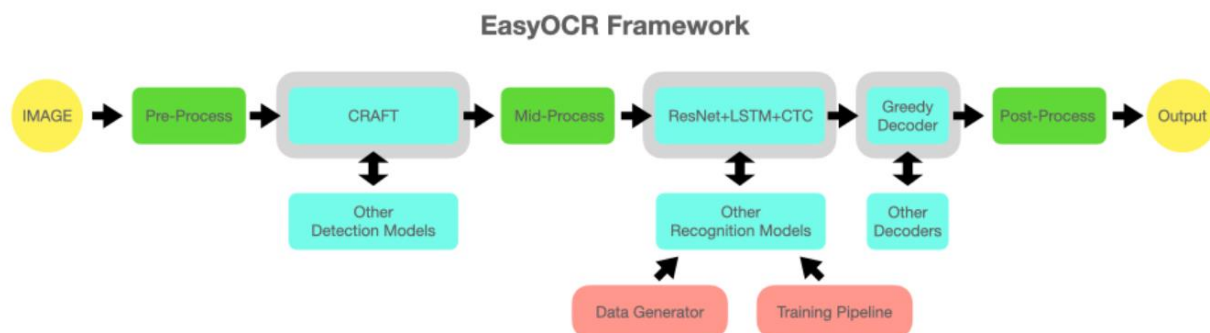 EasyOCR Framework
IMAGE
Pre-Process
CRAFT
Mid-Process
ResNet+LSTM+CTC
Greedy
Decoder
Post-Process
Output
Other
Detection Models
Other
Recognition Models
Other
Decoders
Data Generator
Training Pipeline